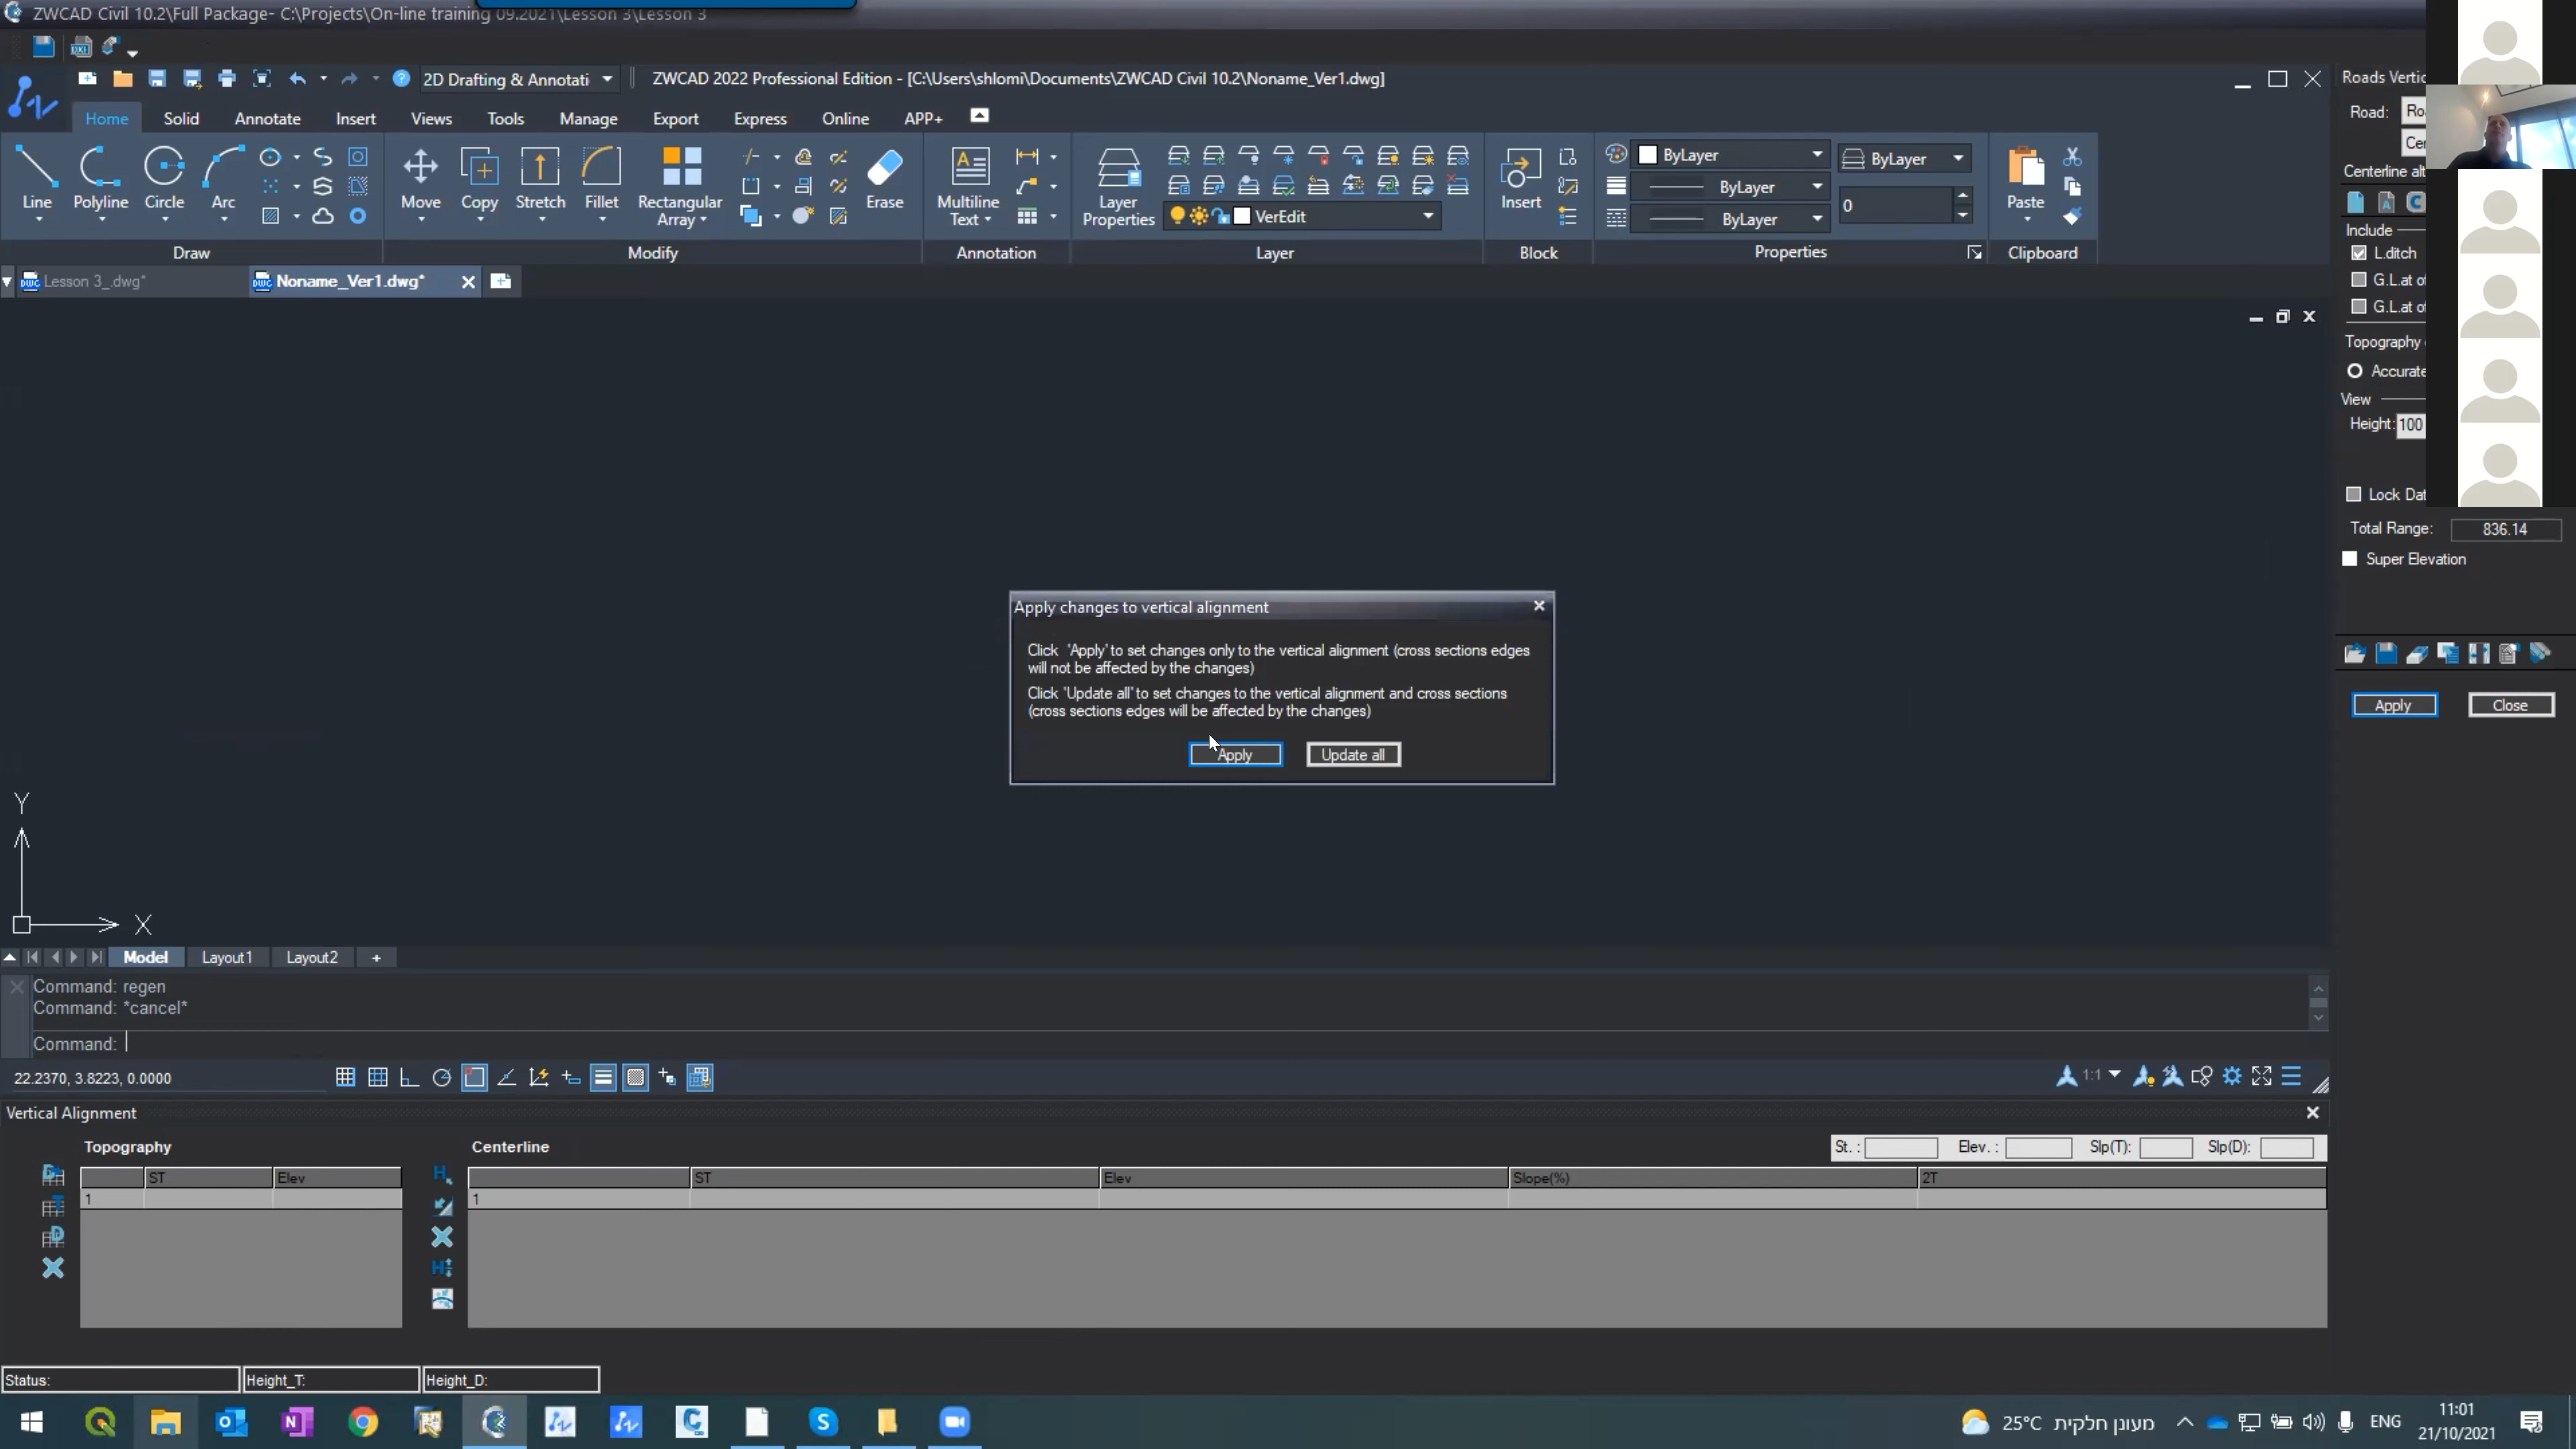 ZWCAD Civil 10.2\Full Package- C:\Projects\On-line training 09.2021\Lesson 3\Lesson 3
2D Drafting & Annotati
ZWCAD 2022 Professional Edition - [C:\Users\shlomi\Documents\ZWCAD Civil 10.2\Noname_Ver1.dwg]
Home Solid Annotate Insert Views Tools Manage Export Express Online APP+
Line Polyline Circle Arc
Move Copy Stretch Fillet Rectangular Array Erase
Multiline Text
Layer Properties
VerEdit
Insert
ByLayer ByLayer
ByLayer
ByLayer
0
Paste
Draw Modify Annotation Layer Block Properties Clipboard
Lesson 3_.dwg* Noname_Ver1.dwg*
Roads Vertic
Road: Ro
Cer
Centerline alt
Include
L.ditch
G.L.at of
G.L.at of
Topography
Accurate
View
Height: 100
Lock Dat
Total Range: 836.14
Super Elevation
Apply Close
Apply changes to vertical alignment
Click 'Apply' to set changes only to the vertical alignment (cross sections edges
will not be affected by the changes)
Click 'Update all' to set changes to the vertical alignment and cross sections
(cross sections edges will be affected by the changes)
Apply Update all
Y
X
Model Layout1 Layout2 +
Command: regen
Command: *cancel*
Command:
22.2370, 3.8223, 0.0000
1:1
Vertical Alignment
Topography
ST Elev
1
Centerline
St. : Elev. : Slp(T): Slp(D):
ST Elev Slope(%) 2T
1
Status: Height_T: Height_D:
25°C מעונן חלקית
ENG
11:01
21/10/2021